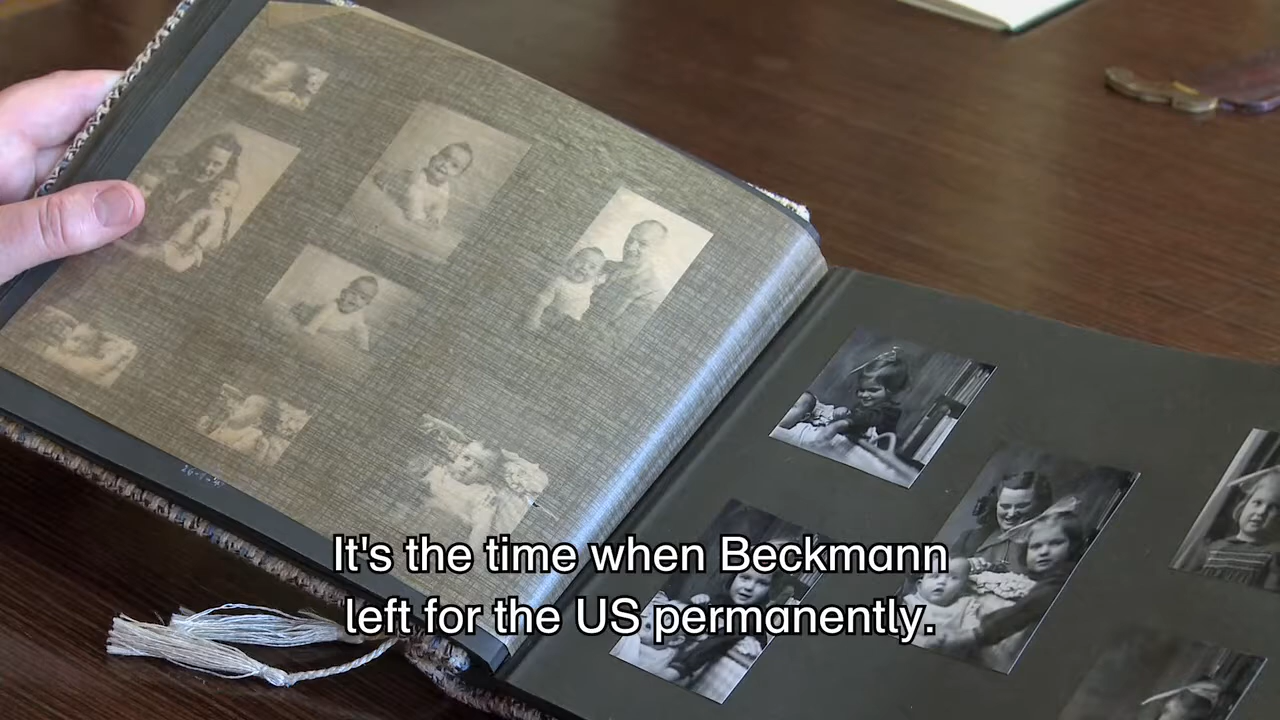 It's the time when Beckmann
left for the US permanently.